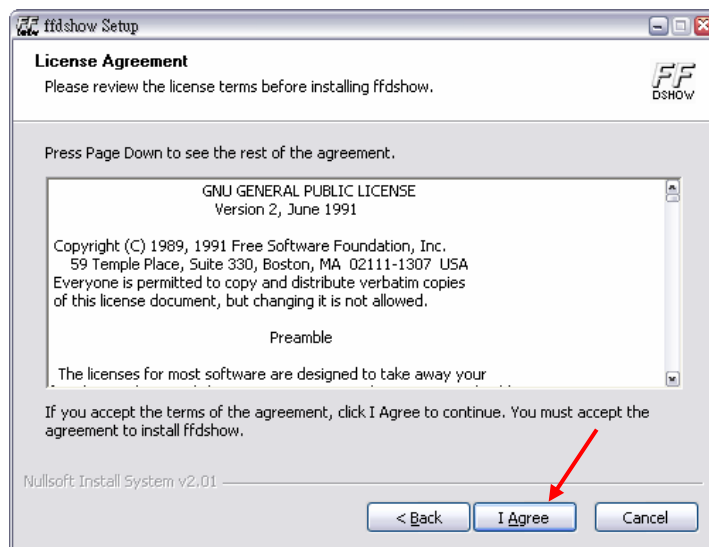 ffdshow Setup
License Agreement
Please review the license terms before installing ffdshow.
FF
DSHOW
Press Page Down to see the rest of the agreement.
GNU GENERAL PUBLIC LICENSE
Version 2, June 1991
Copyright (C) 1989, 1991 Free Software Foundation, Inc.
59 Temple Place, Suite 330, Boston, MA  02111-1307  USA
Everyone is permitted to copy and distribute verbatim copies
of this license document, but changing it is not allowed.
Preamble
The licenses for most software are designed to take away your
If you accept the terms of the agreement, click I Agree to continue. You must accept the
agreement to install ffdshow.
Nullsoft Install System v2.01
< Back
I Agree
Cancel